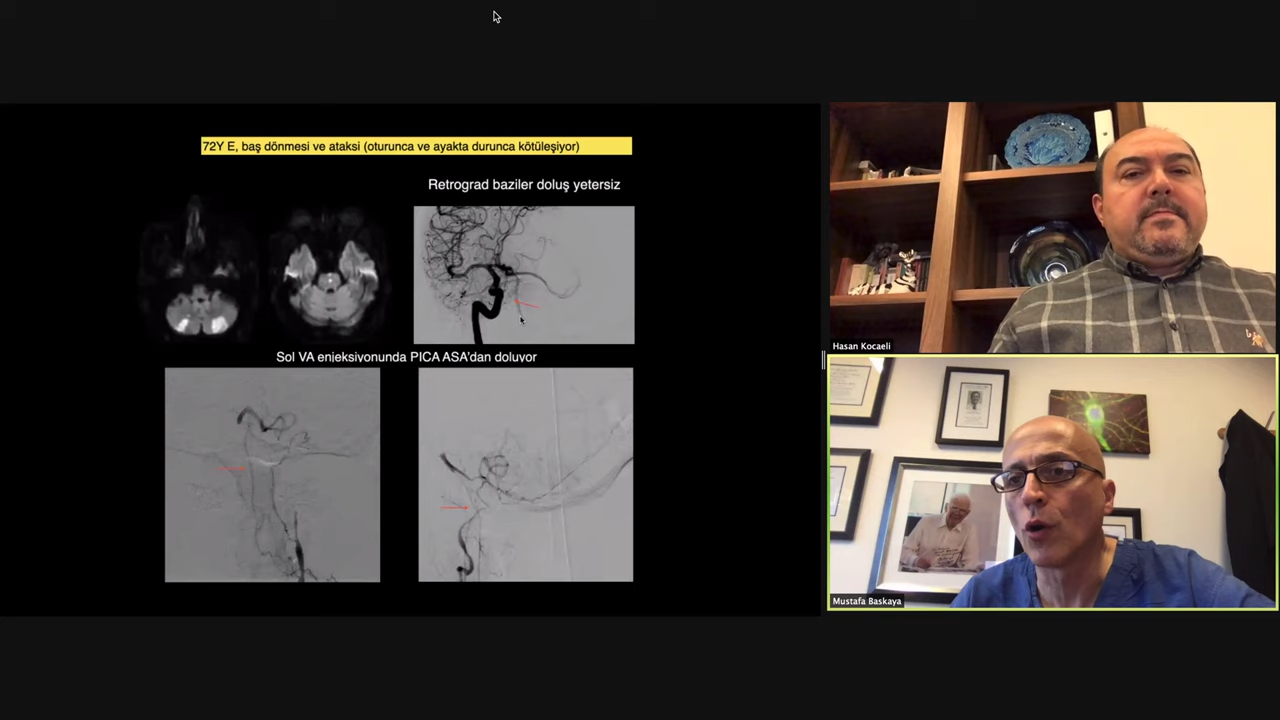 72Y E, baş dönmesi ve ataksi (oturunca ve ayakta durunca kötüleşiyor)
Retrograd baziler doluş yetersiz
Sol VA enjeksiyonunda PICA ASA'dan doluyor
Hasan Kocaeli
Mustafa Baskaya